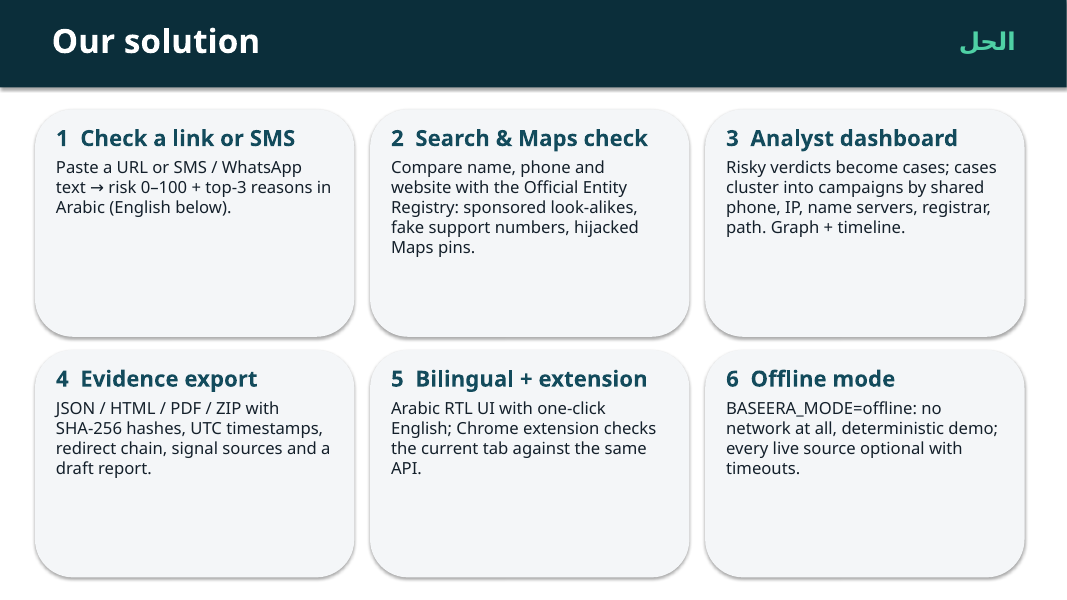 Our solution
الحل
1 Check a link or SMS
Paste a URL or SMS / WhatsApp
text → risk 0–100 + top-3 reasons in
Arabic (English below).
2 Search & Maps check
Compare name, phone and
website with the Official Entity
Registry: sponsored look-alikes,
fake support numbers, hijacked
Maps pins.
3 Analyst dashboard
Risky verdicts become cases; cases
cluster into campaigns by shared
phone, IP, name servers, registrar,
path. Graph + timeline.
4 Evidence export
JSON / HTML / PDF / ZIP with
SHA-256 hashes, UTC timestamps,
redirect chain, signal sources and a
draft report.
5 Bilingual + extension
Arabic RTL UI with one-click
English; Chrome extension checks
the current tab against the same
API.
6 Offline mode
BASEERA_MODE=offline: no
network at all, deterministic demo;
every live source optional with
timeouts.